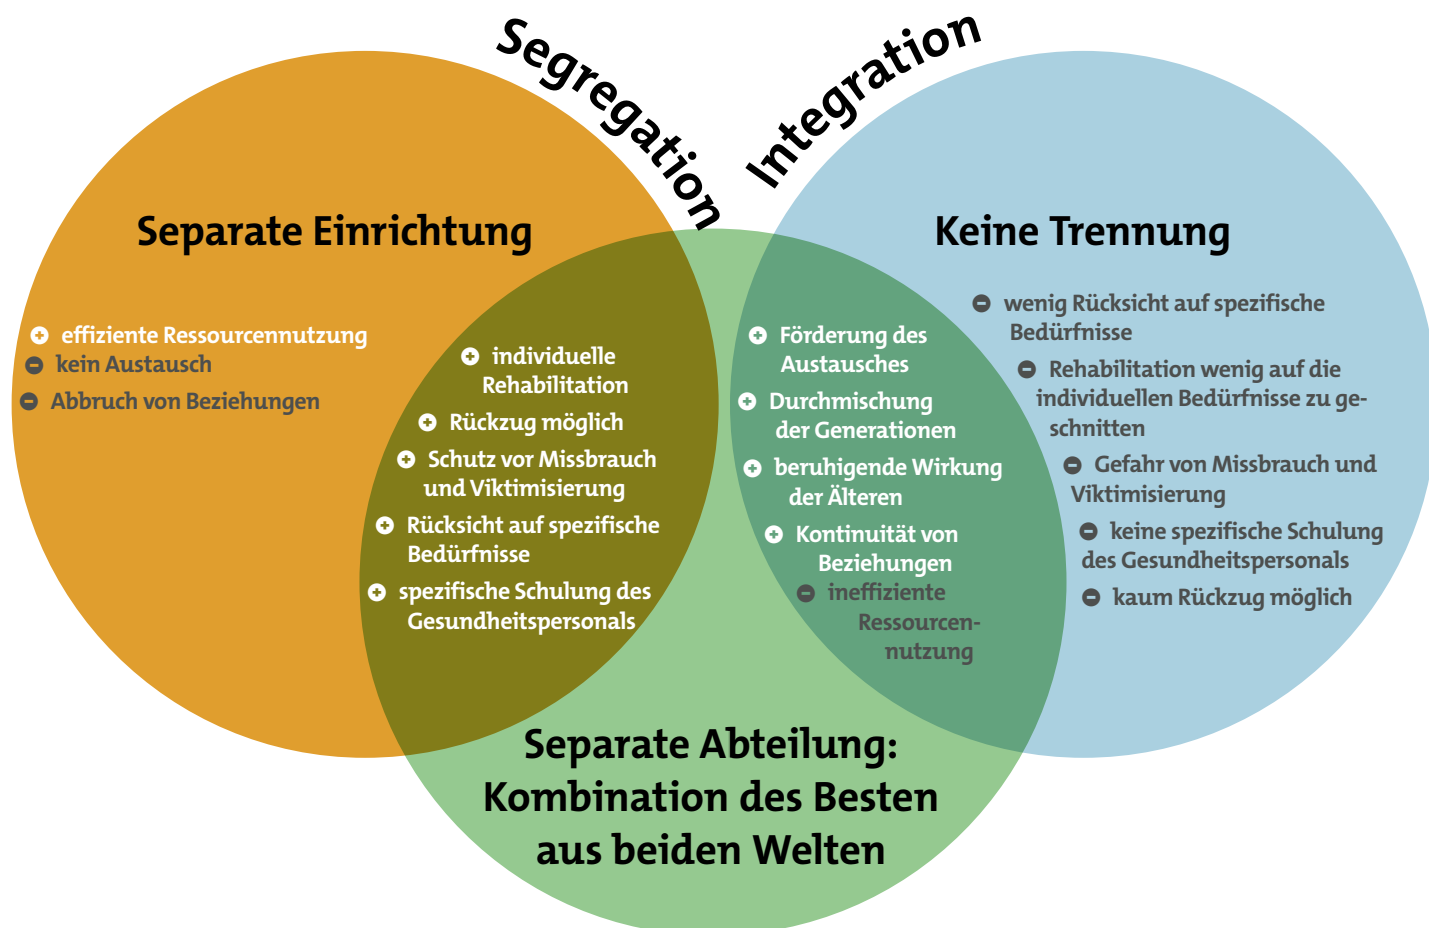 Segregation
Integration
Separate Einrichtung
effiziente Ressourcennutzung
kein Austausch
Abbruch von Beziehungen
individuelle
Rehabilitation
Rückzug möglich
Schutz vor Missbrauch
und Viktimisierung
Rücksicht auf spezifische
Bedürfnisse
spezifische Schulung des
Gesundheitspersonals
Förderung des
Austausches
Durchmischung
der Generationen
beruhigende Wirkung
der Älteren
Kontinuität von
Beziehungen
ineffiziente
Ressourcen-
nutzung
Keine Trennung
wenig Rücksicht auf spezifische
Bedürfnisse
Rehabilitation wenig auf die
individuellen Bedürfnisse zu ge-
schnitten
Gefahr von Missbrauch und
Viktimisierung
keine spezifische Schulung
des Gesundheitspersonals
kaum Rückzug möglich
Separate Abteilung:
Kombination des Besten
aus beiden Welten